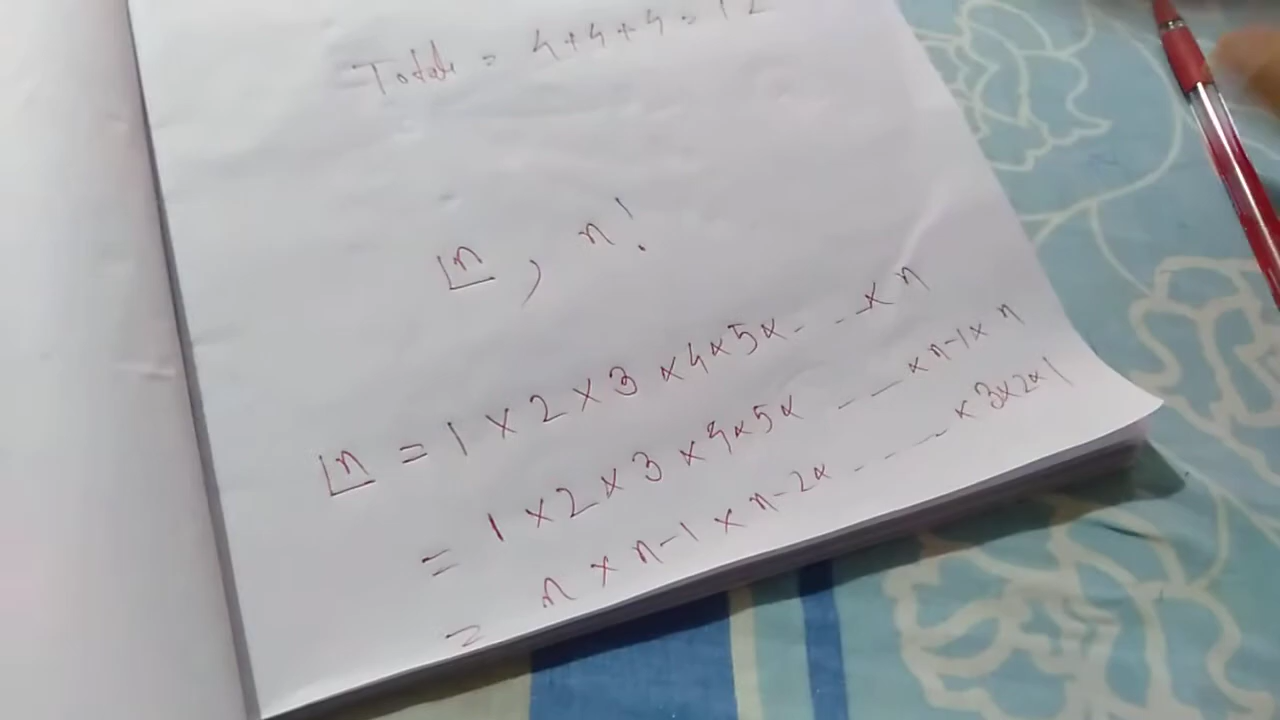 Total = 4+4+4 = 12
⌊n , n!
⌊n = 1 × 2 × 3 × 4 × 5 × - - - × n
= 1 × 2 × 3 × 4 × 5 × - - - × n-1 × n
= n × n-1 × n-2 × - - - - - × 3 × 2 × 1